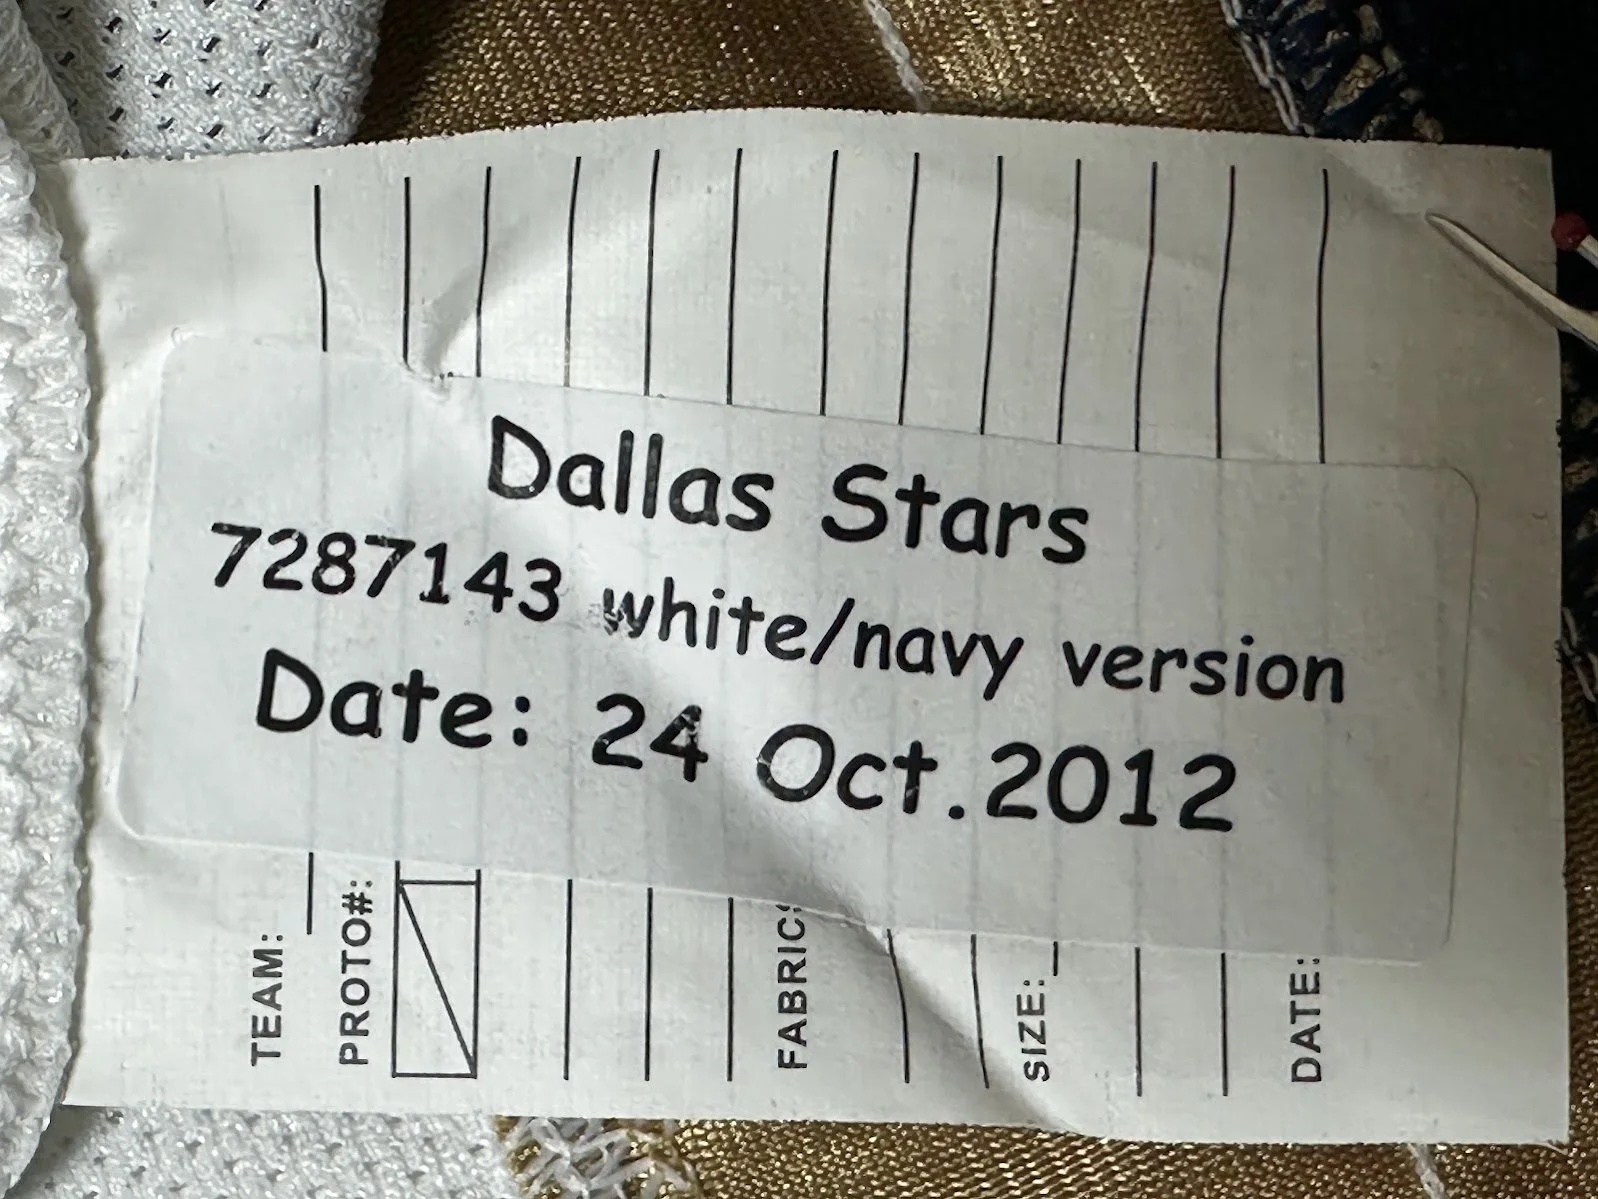 Dallas Stars
7287143 white/navy version
Date: 24 Oct.2012
TEAM:
PROTO#:
FABRIC
SIZE:
DATE: